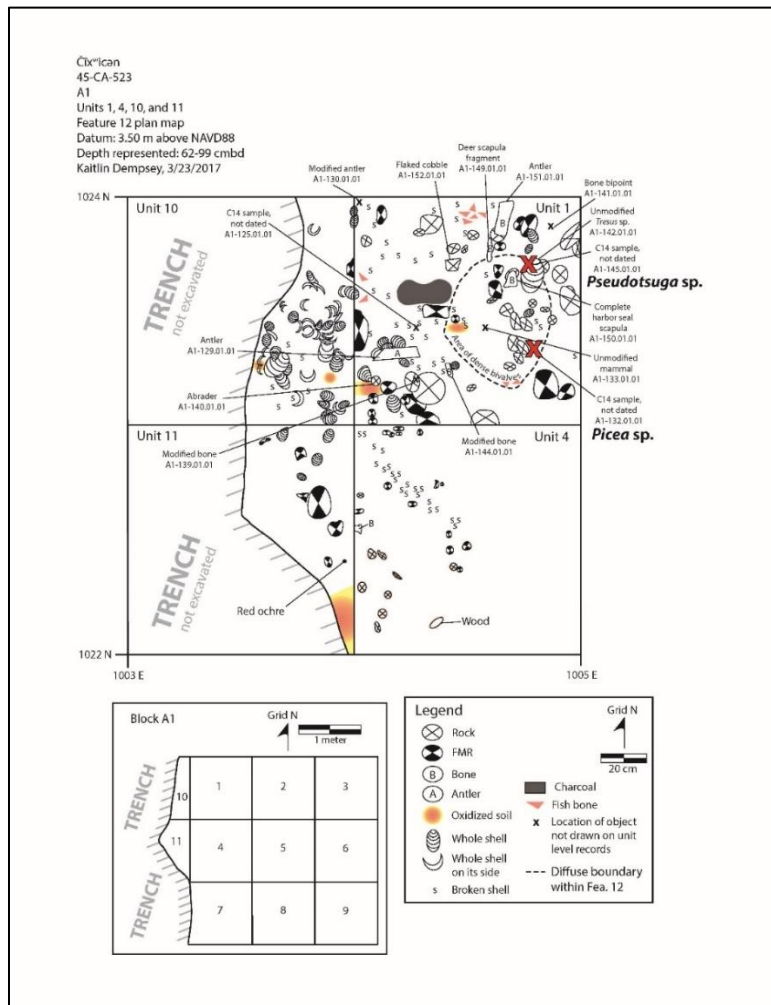 Čḯxʷicən
45-CA-523
A1
Units 1, 4, 10, and 11
Feature 12 plan map
Datum: 3.50 m above NAVD88
Depth represented: 62-99 cmbd
Kaitlin Dempsey, 3/23/2017
Modified antler
A1-130.01.01
Flaked cobble
A1-152.01.01
Deer scapula
fragment
A1-149.01.01
Antler
A1-151.01.01
Bone bipoint
A1-141.01.01
1024 N
Unit 10
Unit 1
C14 sample,
not dated
A1-125.01.01
Unmodified
Tresus sp.
A1-142.01.01
C14 sample,
not dated
A1-145.01.01
Pseudotsuga sp.
TRENCH
not excavated
Complete
harbor seal
scapula
A1-150.01.01
Antler
A1-129.01.01
Area of dense bivalves
Unmodified
mammal
A1-133.01.01
Abrader
A1-140.01.01
C14 sample,
not dated
A1-132.01.01
Picea sp.
Unit 11
Unit 4
Modified bone
A1-139.01.01
Modified bone
A1-144.01.01
TRENCH
not excavated
Red ochre
Wood
1022 N
1003 E
1005 E
Block A1
Grid N
1 meter
TRENCH
TRENCH
10
11
1
2
3
4
5
6
7
8
9
Legend
Grid N
20 cm
Rock
FMR
B Bone
A Antler
Oxidized soil
Whole shell
Whole shell
on its side
s Broken shell
Charcoal
Fish bone
x Location of object
not drawn on unit
level records
Diffuse boundary
within Fea. 12